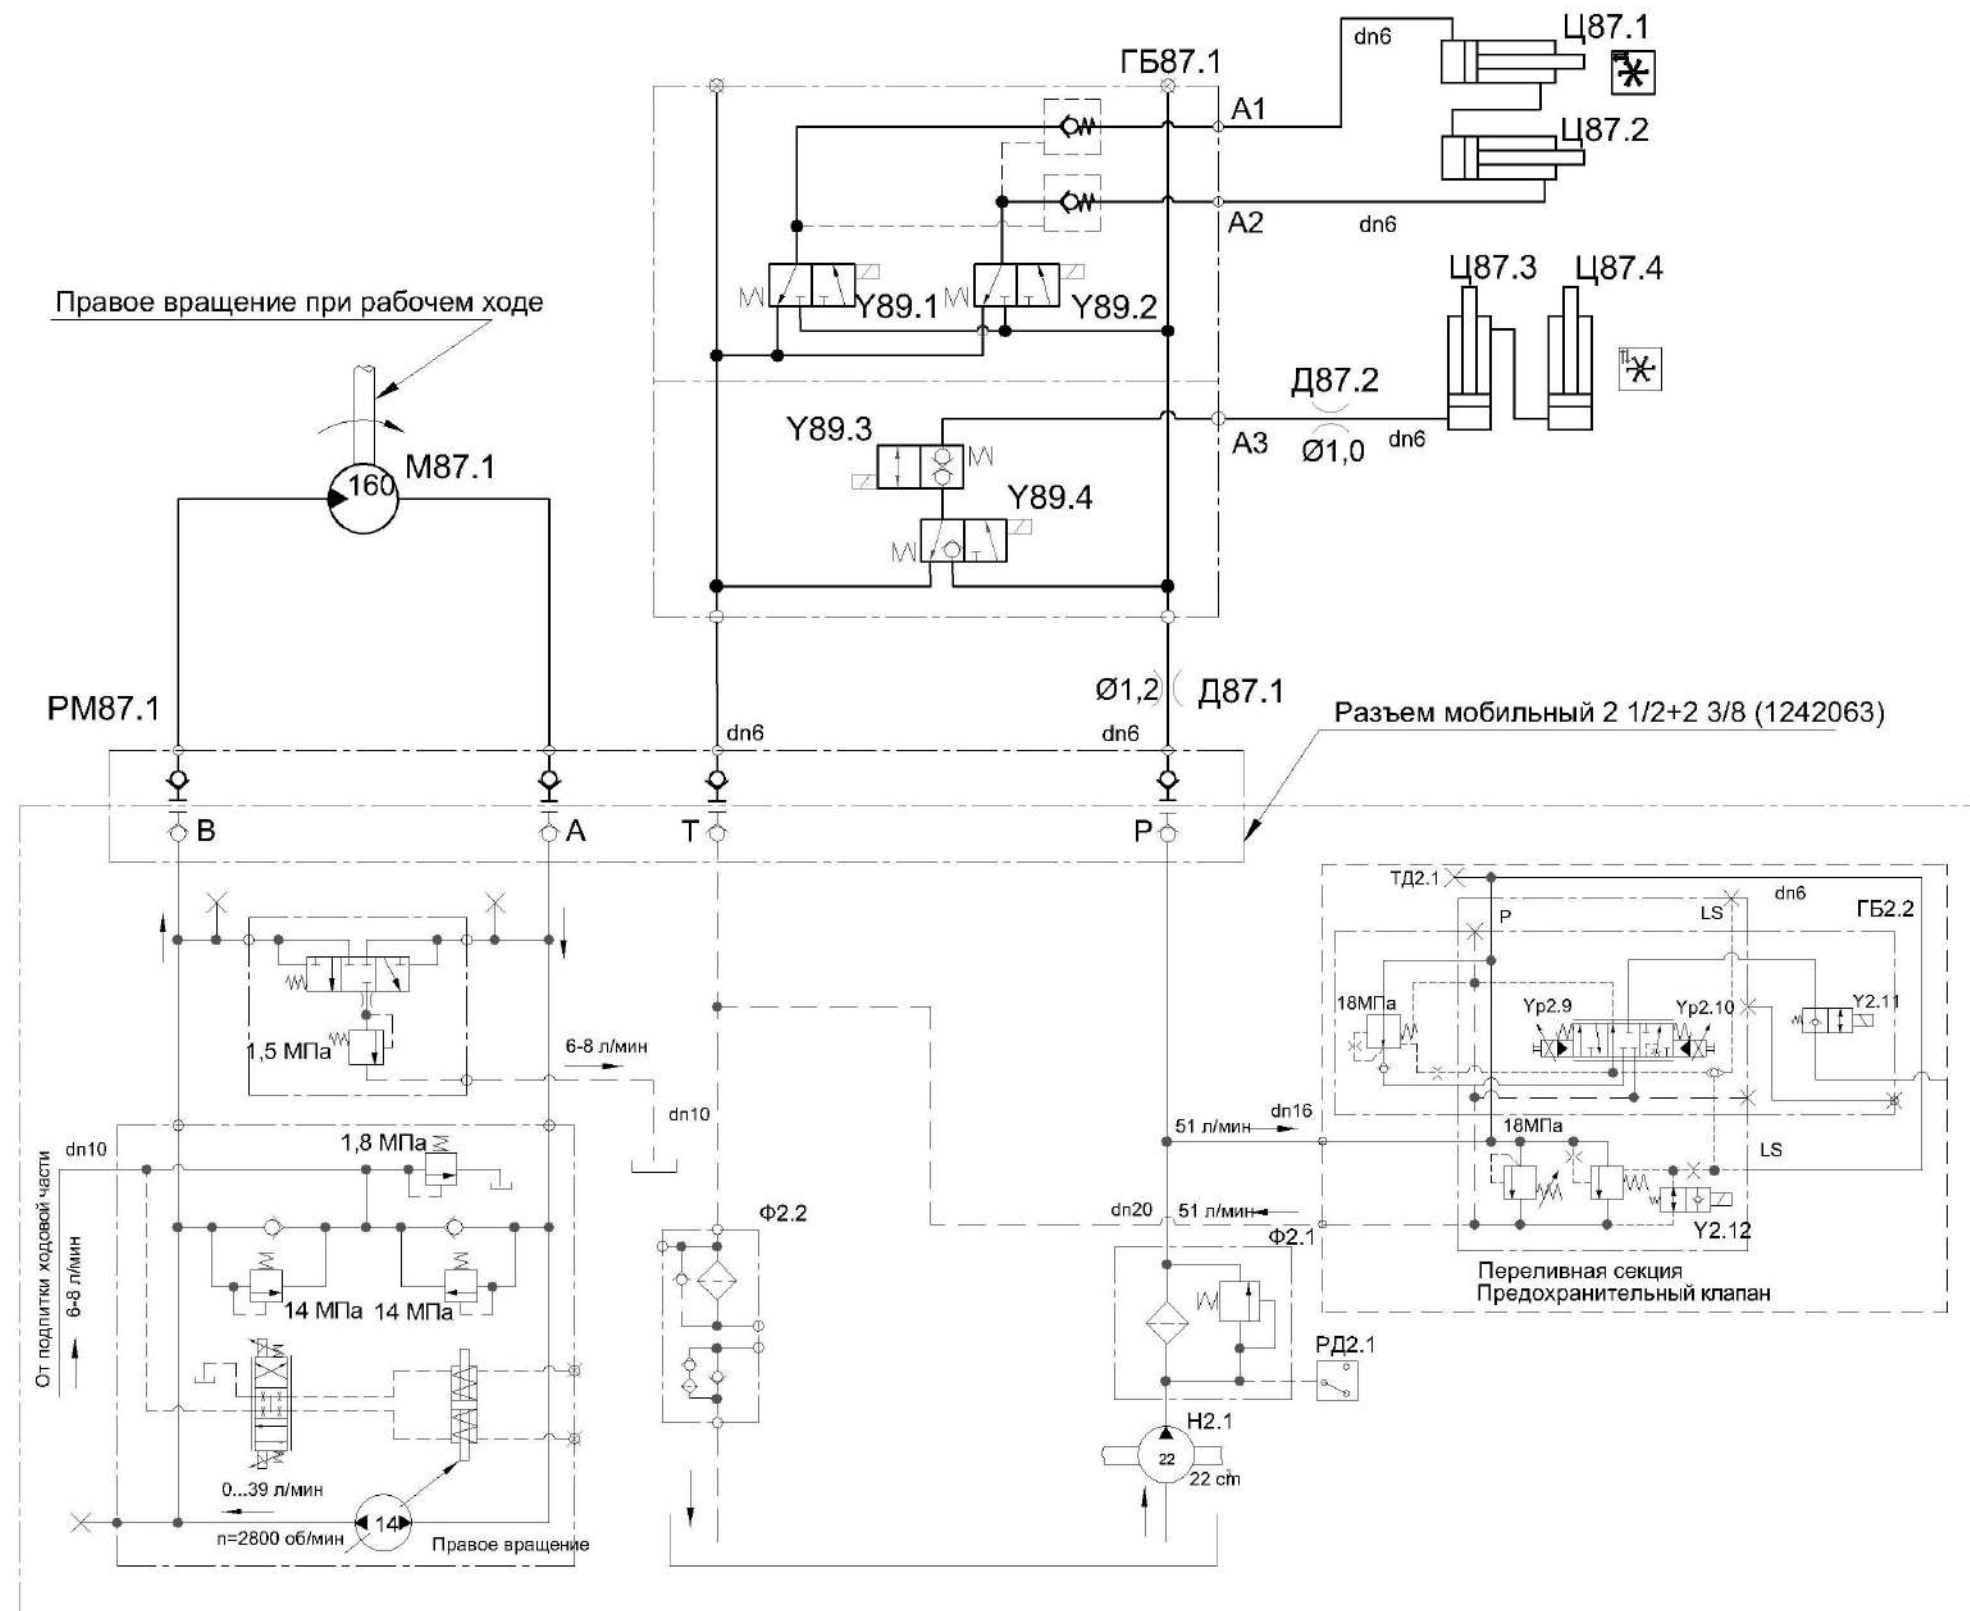 Ц87.1
dn6
ГБ87.1
A1
Ц87.2
A2
dn6
Ц87.3
Ц87.4
Правое вращение при рабочем ходе
Y89.1
Y89.2
Д87.2
Y89.3
A3
Ø1,0
dn6
М87.1
160
Y89.4
РМ87.1
Ø1,2
Д87.1
Разъем мобильный 2 1/2+2 3/8 (1242063)
dn6
dn6
B
A
T
P
ТД2.1
dn6
P
LS
ГБ2.2
18МПа
Yp2.9
Yp2.10
Y2.11
1,5 МПа
6-8 л/мин
dn10
dn16
51 л/мин
18МПа
LS
1,8 МПа
dn10
От подпитки ходовой части
6-8 л/мин
Ф2.2
dn20
51 л/мин
Ф2.1
Y2.12
Переливная секция
Предохранительный клапан
14 МПа
14 МПа
РД2.1
Н2.1
22
22 cm³
0...39 л/мин
n=2800 об/мин
14
Правое вращение